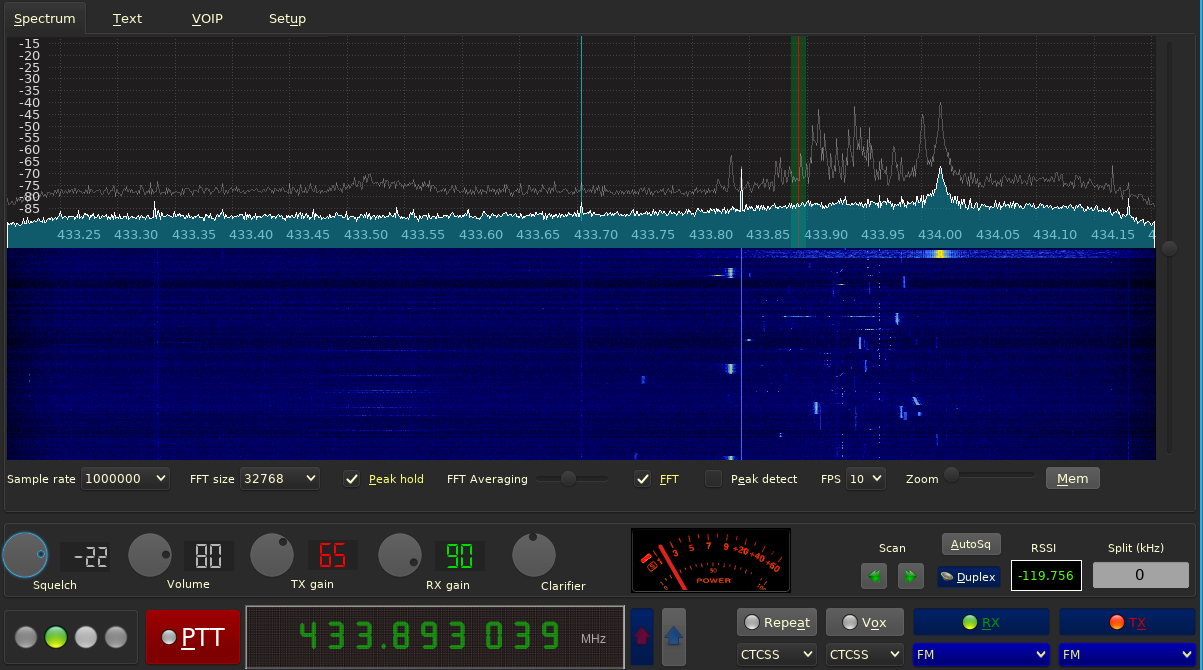 Spectrum Text VOIP Setup
-15
-20
-25
-30
-35
-40
-45
-50
-55
-60
-65
-70
-75
-80
-85
433.25 433.30 433.35 433.40 433.45 433.50 433.55 433.60 433.65 433.70 433.75 433.80 433.85 433.90 433.95 434.00 434.05 434.10 434.15 4
Sample rate 1000000 FFT size 32768 Peak hold FFT Averaging FFT Peak detect FPS 10 Zoom Mem
-22 80 65 90
Squelch Volume TX gain RX gain Clarifier
1 3 5 7 9 +20 +40 +60
50 100
POWER
Scan AutoSq RSSI Split (kHz)
Duplex -119.756 0
PTT 433.893 039 MHz
Repeat Vox RX TX
CTCSS CTCSS FM FM